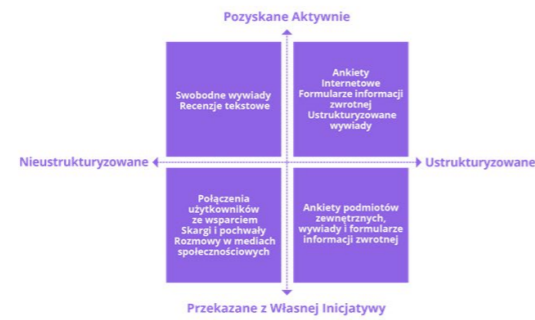 Pozyskane Aktywnie
Swobodne wywiady
Recenzje tekstowe
Ankiety
Internetowe
Formularze informacji
zwrotnej
Ustrukturyzowane
wywiady
Nieustrukturyzowane
Ustrukturyzowane
Połączenia
użytkowników
ze wsparciem
Skargi i pochwały
Rozmowy w mediach
społecznościowych
Ankiety podmiotów
zewnętrznych,
wywiady i formularze
informacji zwrotnej
Przekazane z Własnej Inicjatywy